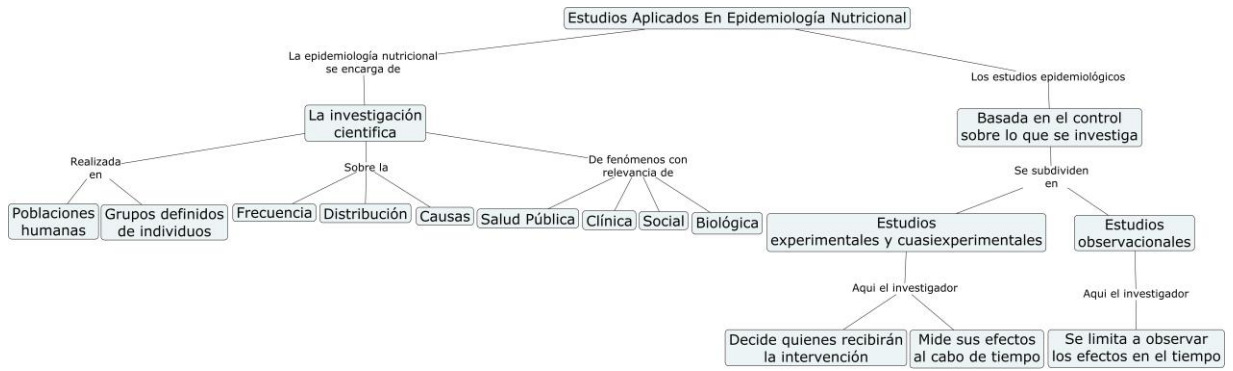 Estudios Aplicados En Epidemiología Nutricional
La epidemiología nutricional
se encarga de
La investigación
cientifica
Realizada
en
Poblaciones
humanas
Grupos definidos
de individuos
Sobre la
Frecuencia
Distribución
Causas
De fenómenos con
relevancia de
Salud Pública
Clínica
Social
Biológica
Los estudios epidemiológicos
Basada en el control
sobre lo que se investiga
Se subdividen
en
Estudios
experimentales y cuasiexperimentales
Aqui el investigador
Decide quienes recibirán
la intervención
Mide sus efectos
al cabo de tiempo
Estudios
observacionales
Aqui el investigador
Se limita a observar
los efectos en el tiempo